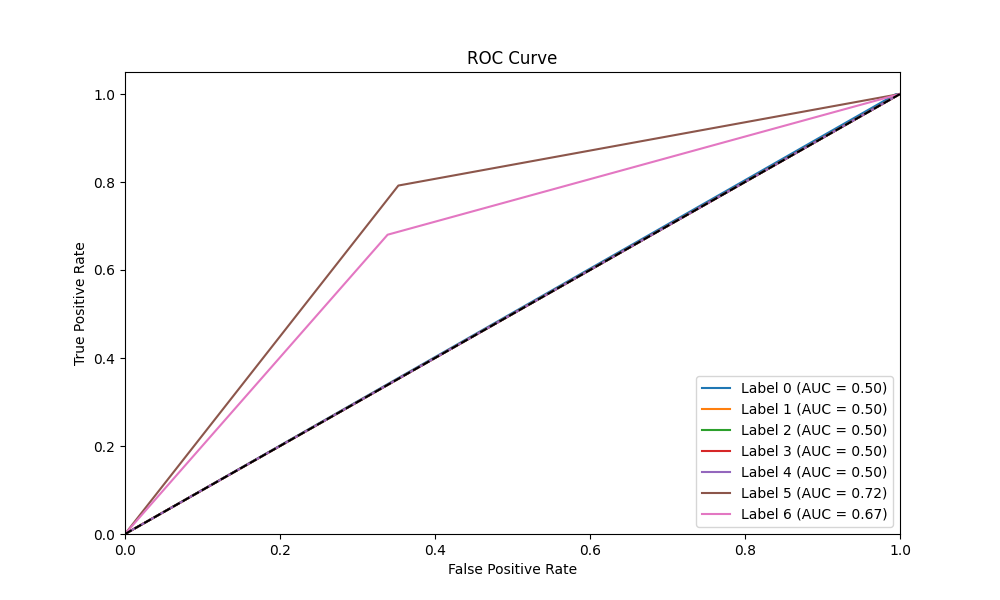 ROC Curve
True Positive Rate
1.0
0.8
0.6
0.4
0.2
0.0
Label 0 (AUC = 0.50)
Label 1 (AUC = 0.50)
Label 2 (AUC = 0.50)
Label 3 (AUC = 0.50)
Label 4 (AUC = 0.50)
Label 5 (AUC = 0.72)
Label 6 (AUC = 0.67)
0.0 0.2 0.4 0.6 0.8 1.0
False Positive Rate